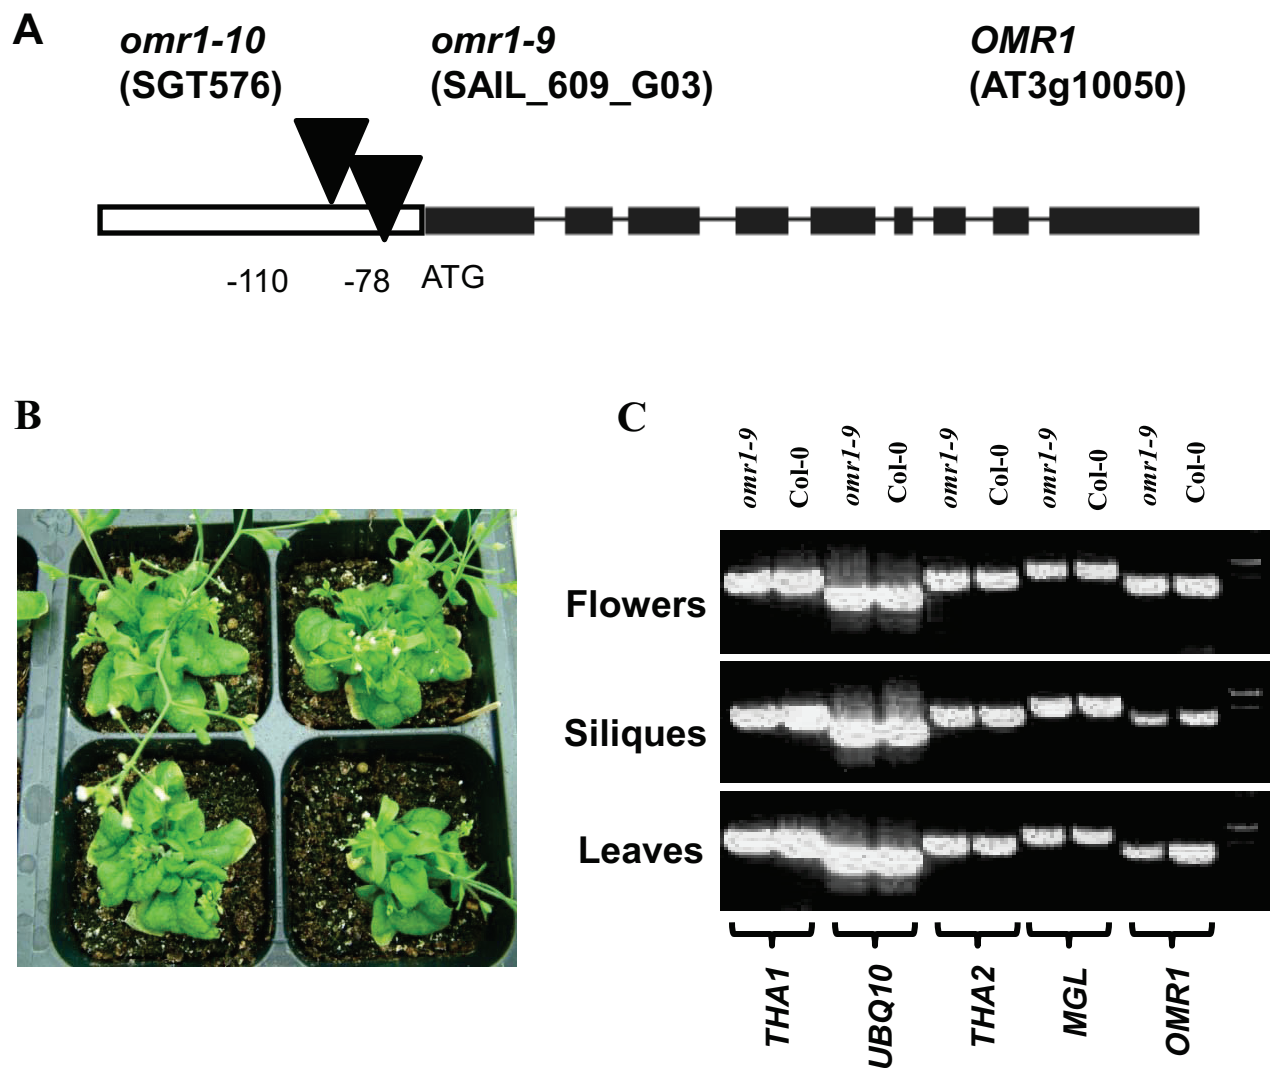 A
omr1-10
(SGT576)
omr1-9
(SAIL_609_G03)
OMR1
(AT3g10050)
-110
-78
ATG
B
C
omr1-9
Col-0
omr1-9
Col-0
omr1-9
Col-0
omr1-9
Col-0
omr1-9
Col-0
Flowers
Siliques
Leaves
THA1
UBQ10
THA2
MGL
OMR1